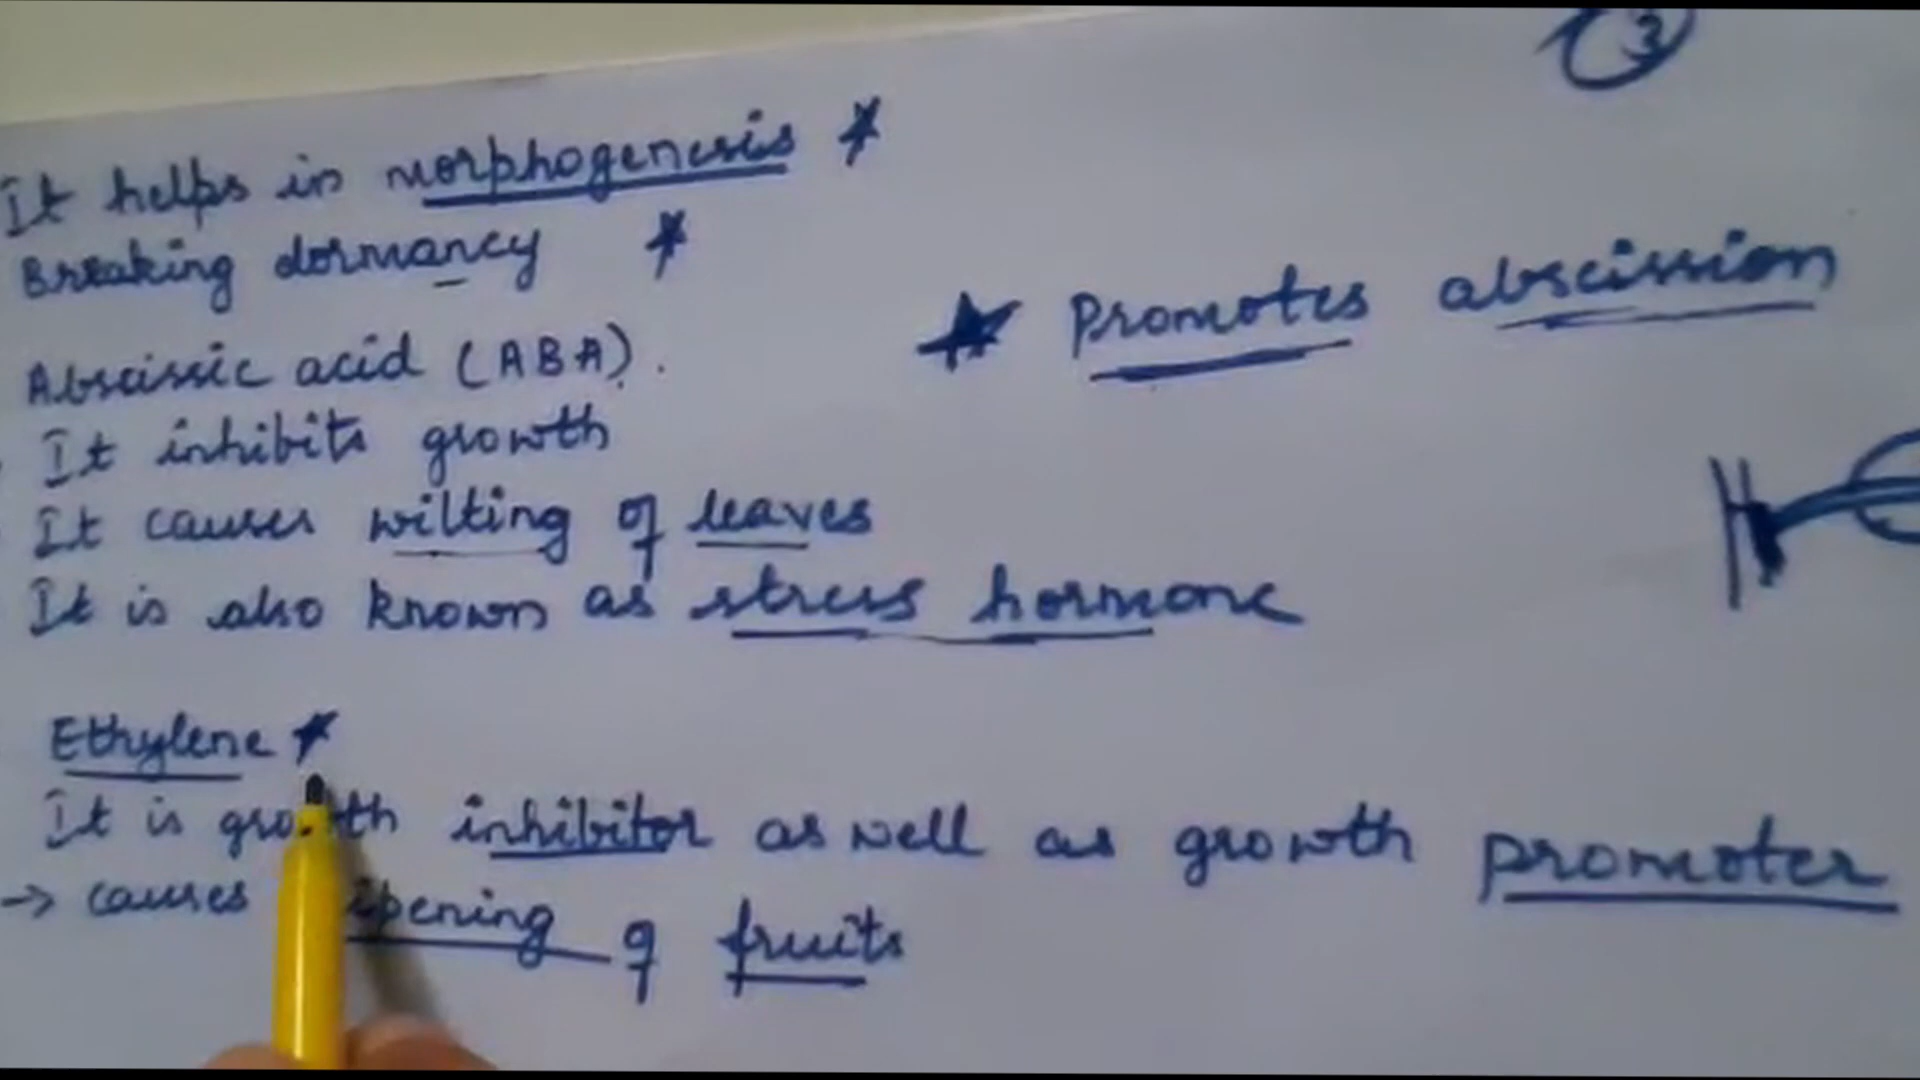 3
It helps in morphogenesis
Breaking dormancy
Promotes abscission
Abscissic acid (ABA).
It inhibits growth
It causes wilting of leaves
It is also known as stress hormone
Ethylene
It is growth inhibitor as well as growth promoter
→ causes ipening of fruits